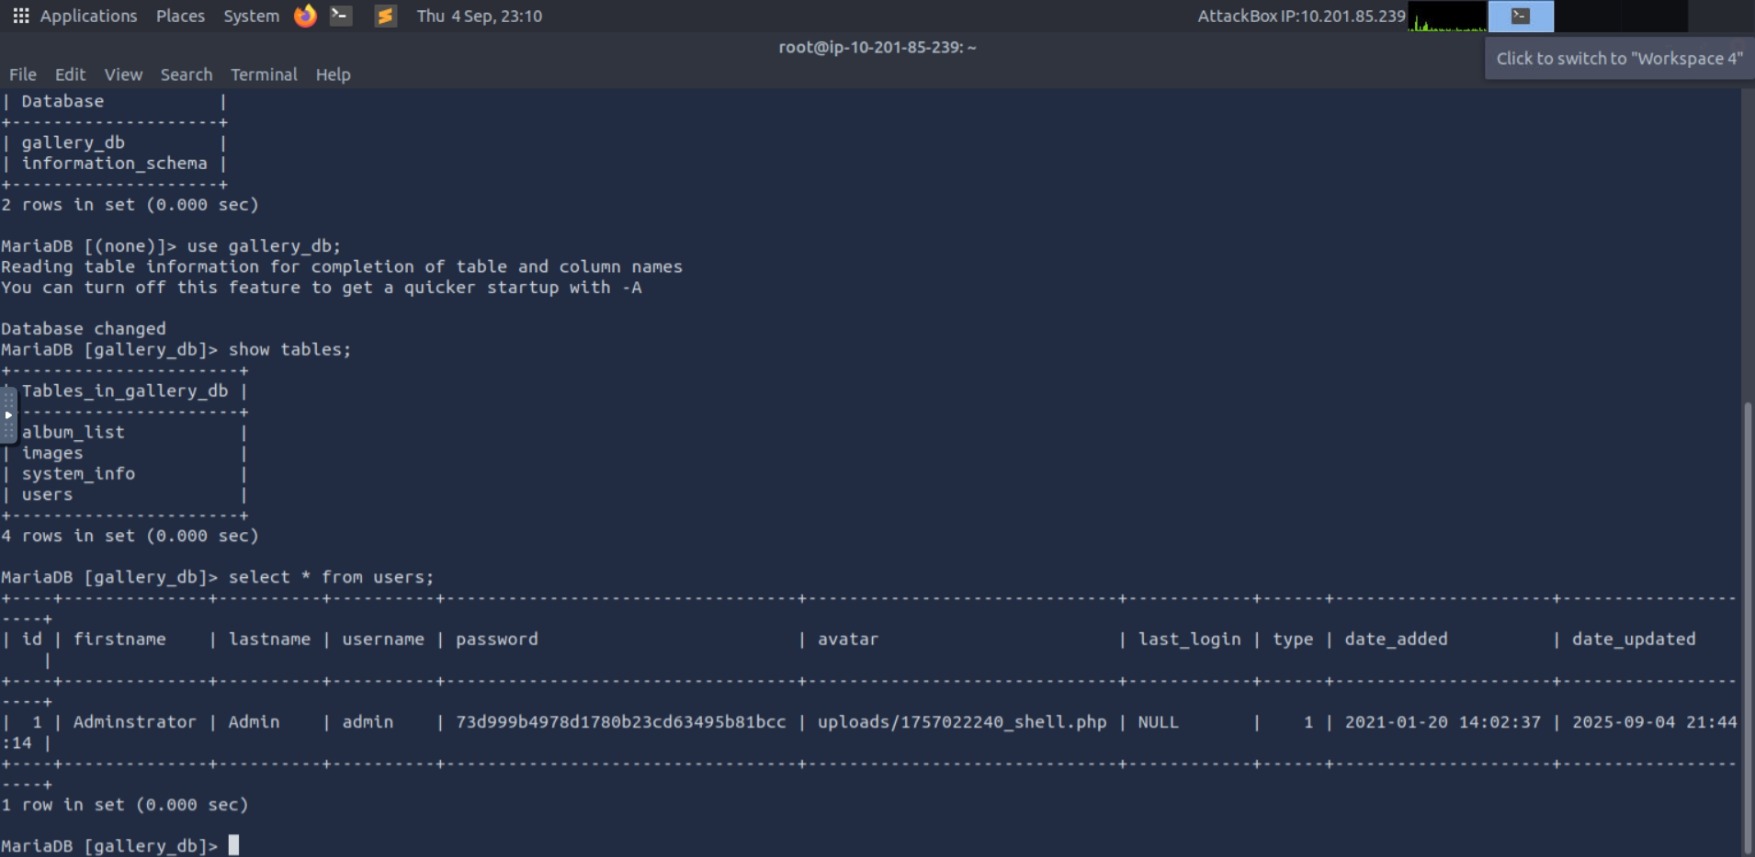 Applications Places System Thu 4 Sep, 23:10 AttackBox IP:10.201.85.239
root@ip-10-201-85-239: ~
Click to switch to "Workspace 4"
File Edit View Search Terminal Help
| Database           |
+--------------------+
| gallery_db         |
| information_schema |
+--------------------+
2 rows in set (0.000 sec)
MariaDB [(none)]> use gallery_db;
Reading table information for completion of table and column names
You can turn off this feature to get a quicker startup with -A
Database changed
MariaDB [gallery_db]> show tables;
+----------------------+
Tables_in_gallery_db |
----------------------+
album_list           |
| images               |
| system_info          |
| users                |
+----------------------+
4 rows in set (0.000 sec)
MariaDB [gallery_db]> select * from users;
+----+--------------+----------+----------+----------------------------------+------------------------------+------------+------+---------------------+-----------------
----+
| id | firstname    | lastname | username | password                         | avatar                       | last_login | type | date_added          | date_updated
    |
+----+--------------+----------+----------+----------------------------------+------------------------------+------------+------+---------------------+-----------------
----+
|  1 | Adminstrator | Admin    | admin    | 73d999b4978d1780b23cd63495b81bcc | uploads/1757022240_shell.php | NULL       |    1 | 2021-01-20 14:02:37 | 2025-09-04 21:44
:14 |
+----+--------------+----------+----------+----------------------------------+------------------------------+------------+------+---------------------+-----------------
----+
1 row in set (0.000 sec)
MariaDB [gallery_db]>